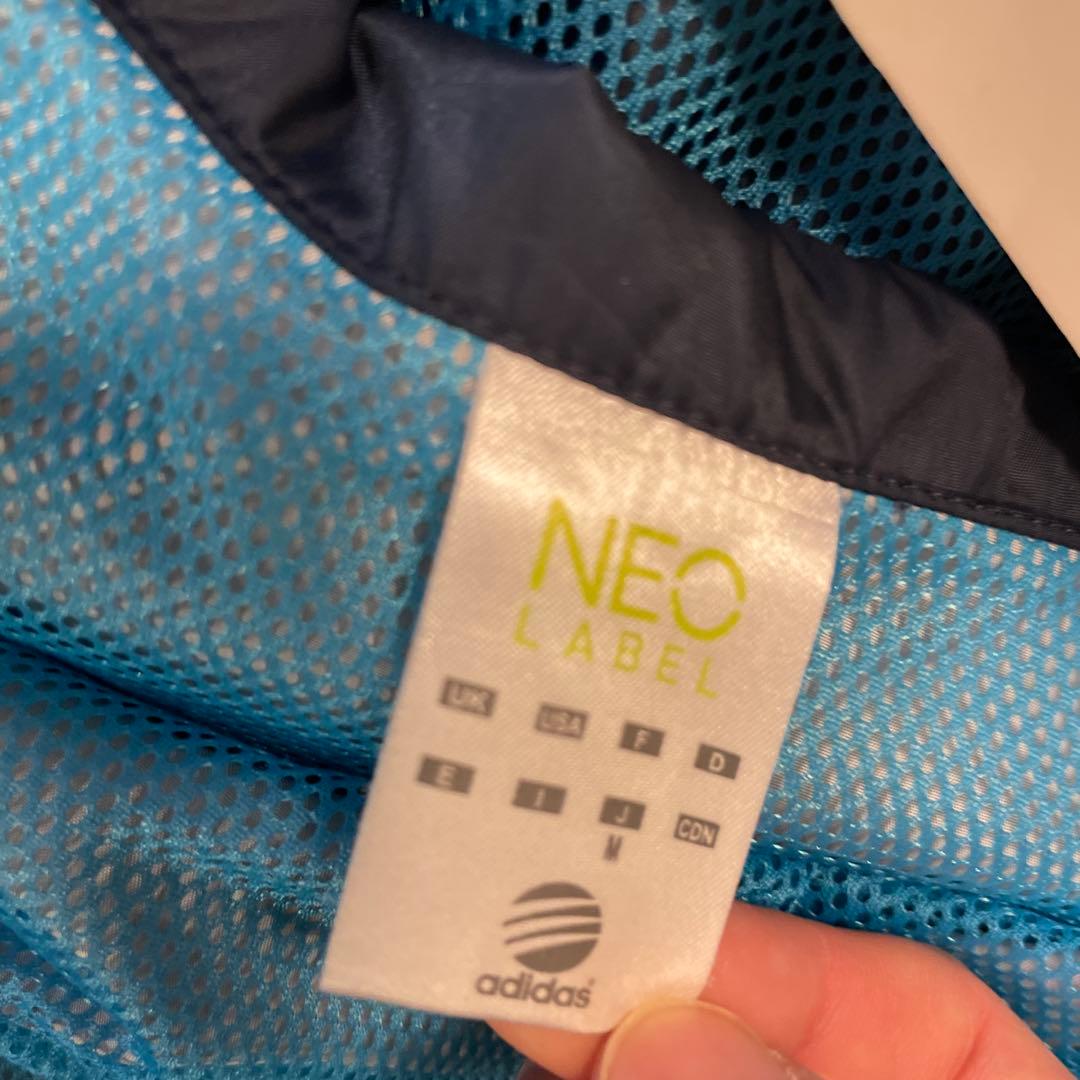 NEO
LABEL
UK USA F D
E I J CDN
M
adidas